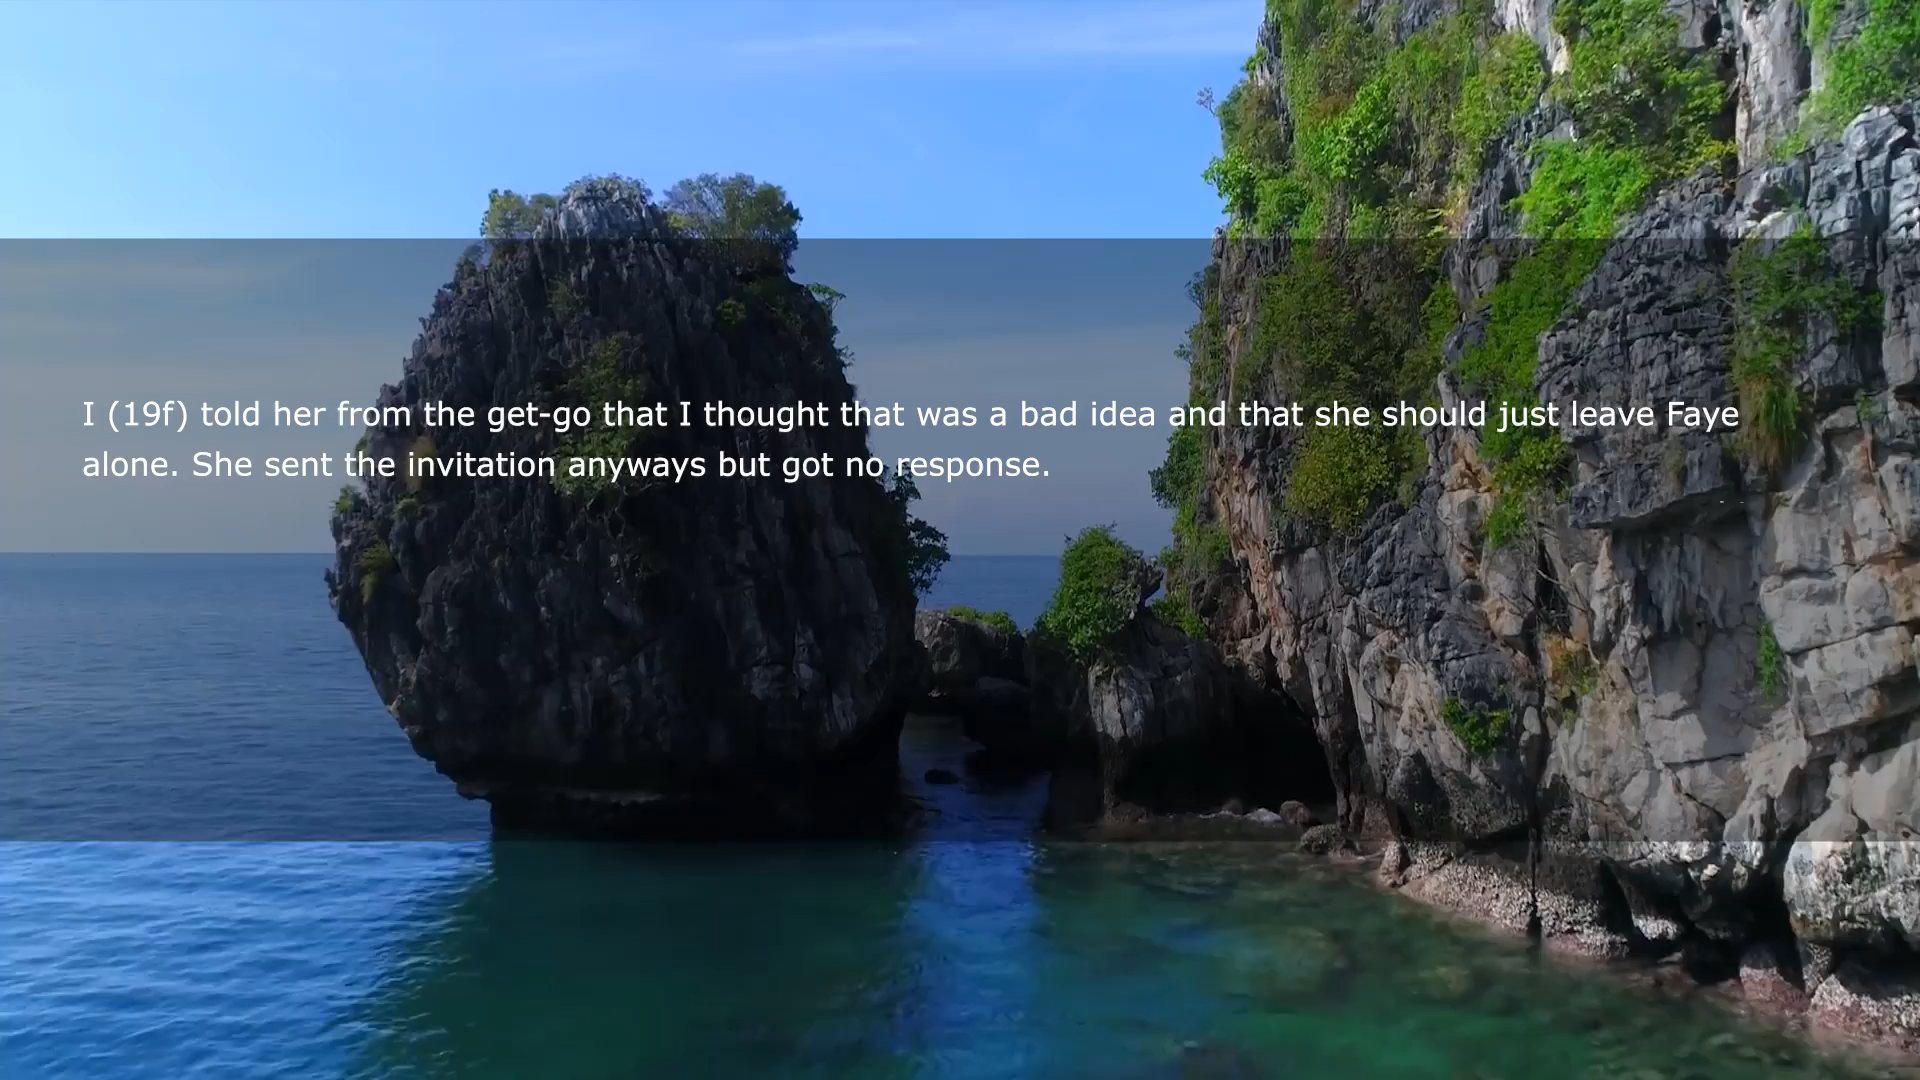 I (19f) told her from the get-go that I thought that was a bad idea and that she should just leave Faye
alone. She sent the invitation anyways but got no response.